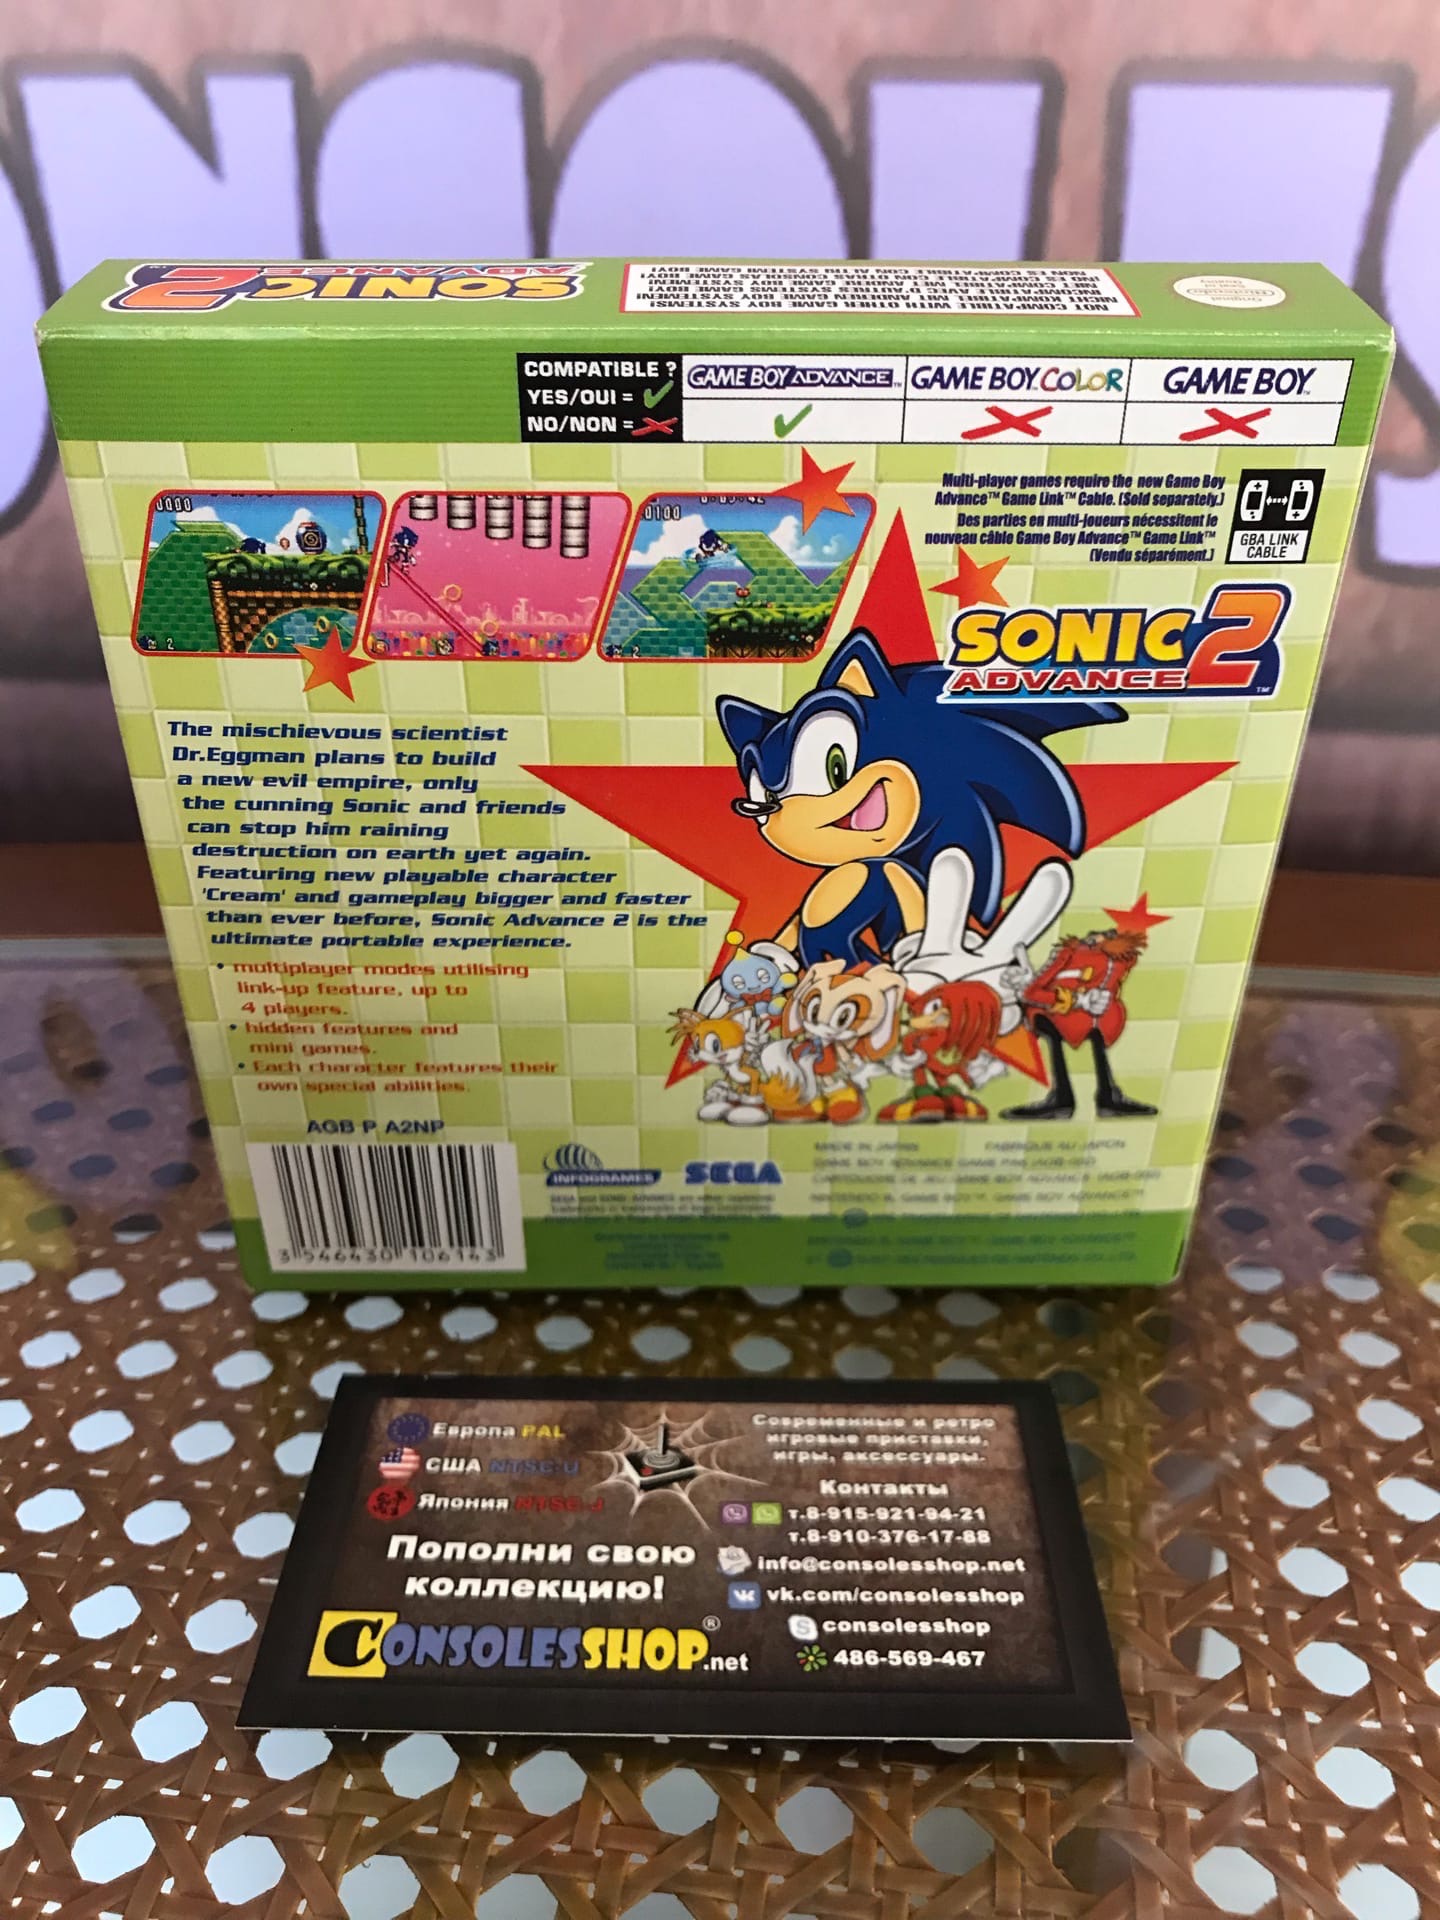 SONIC
ADVANCE 2
NOT COMPATIBLE WITH OTHER GAME BOY SYSTEMS!
COMPATIBLE ?
YES/OUI =
NO/NON =
GAME BOY ADVANCE
GAME BOY COLOR
GAME BOY
Multi-player games require the new Game Boy
Advance™ Game Link™ Cable. (Sold separately.)
Des parties en multi-joueurs nécessitent le
nouveau câble Game Boy Advance™ Game Link™
(Vendu séparément.)
GBA LINK
CABLE
SONIC
ADVANCE 2
The mischievous scientist
Dr.Eggman plans to build
a new evil empire, only
the cunning Sonic and friends
can stop him raining
destruction on earth yet again.
Featuring new playable character
'Cream' and gameplay bigger and faster
than ever before, Sonic Advance 2 is the
ultimate portable experience.
• multiplayer modes utilising
link-up feature, up to
4 players.
• hidden features and
mini games.
• Each character features their
own special abilities.
AGB P A2NP
3 546430 106143
INFOGRAMES
SEGA
MADE IN JAPAN
FABRIQUE AU JAPON
Европа PAL
США NTSC-U
Япония NTSC-J
Пополни свою
коллекцию!
CONSOLESSHOP®.net
Современные и ретро
игровые приставки,
игры, аксессуары.
Контакты
т.8-915-921-94-21
т.8-910-376-17-88
info@consolesshop.net
vk.com/consolesshop
consolesshop
486-569-467